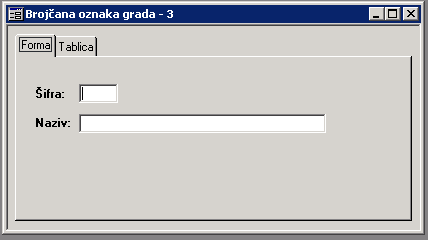 Brojčana oznaka grada - 3
Forma Tablica
Šifra:
Naziv: